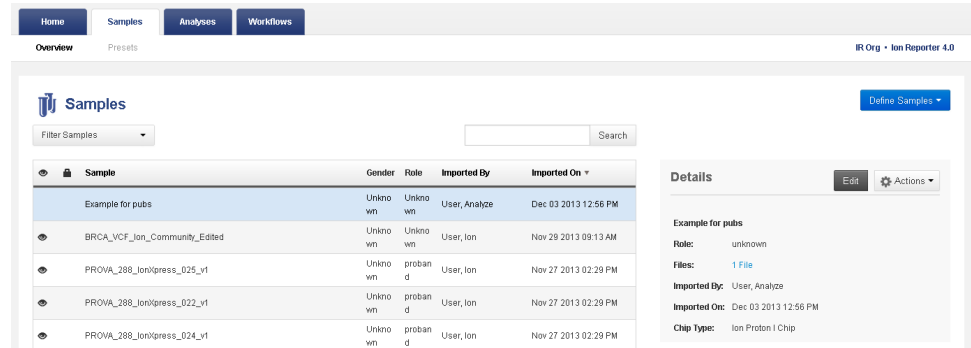 Home Samples Analyses Workflows
Overview Presets IR Org • Ion Reporter 4.0
Samples
Define Samples
Filter Samples Search
Sample Gender Role Imported By Imported On
Example for pubs Unkno
wn Unkno
wn User, Analyze Dec 03 2013 12:56 PM
BRCA_VCF_Ion_Community_Edited Unkno
wn Unkno
wn User, Ion Nov 29 2013 09:13 AM
PROVA_288_IonXpress_025_v1 Unkno
wn proban
d User, Ion Nov 27 2013 02:29 PM
PROVA_288_IonXpress_022_v1 Unkno
wn proban
d User, Ion Nov 27 2013 02:29 PM
PROVA_288_IonXpress_024_v1 Unkno
wn proban
d User, Ion Nov 27 2013 02:29 PM
Details Edit Actions
Example for pubs
Role: unknown
Files: 1 File
Imported By: User, Analyze
Imported On: Dec 03 2013 12:56 PM
Chip Type: Ion Proton I Chip